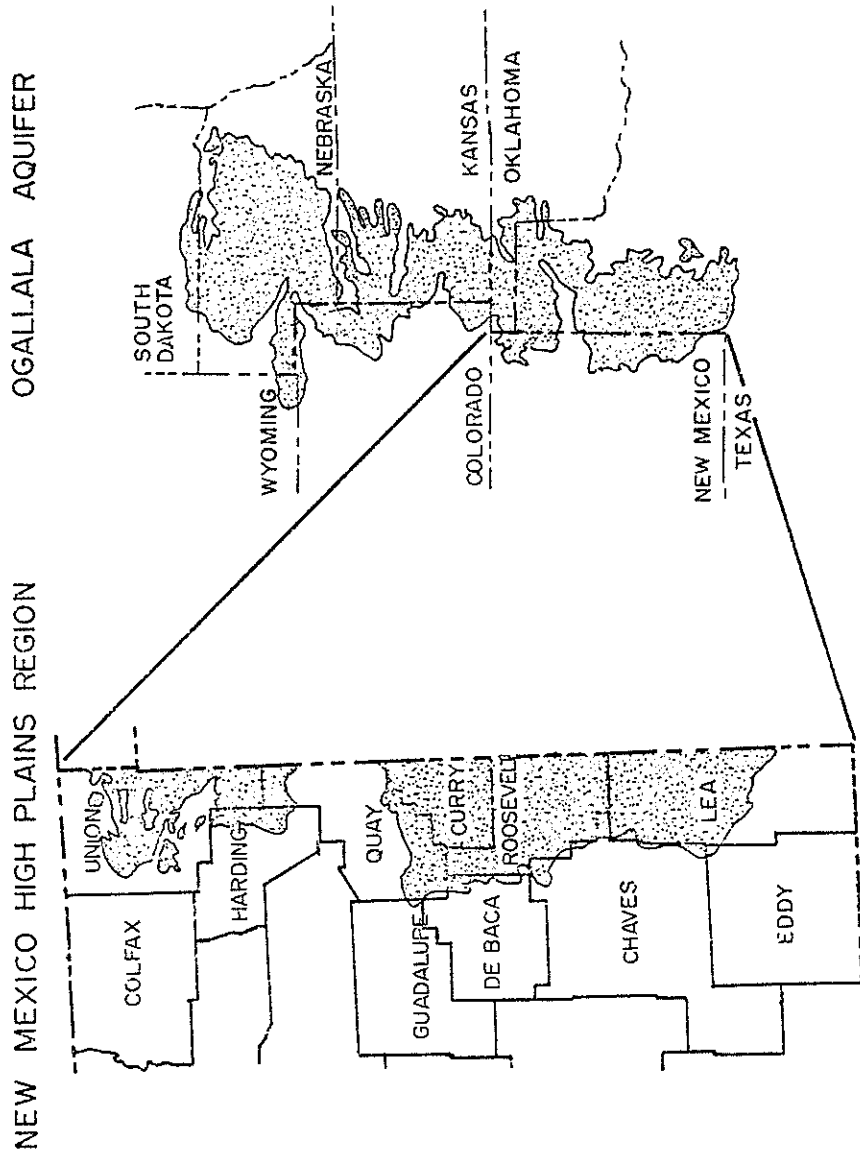 NEW MEXICO HIGH PLAINS REGION
OGALLALA AQUIFER
UNION
COLFAX
HARDING
QUAY
CURRY
GUADALUPE
DE BACA
ROOSEVELT
CHAVES
LEA
EDDY
SOUTH
DAKOTA
WYOMING
NEBRASKA
COLORADO
KANSAS
OKLAHOMA
NEW MEXICO
TEXAS